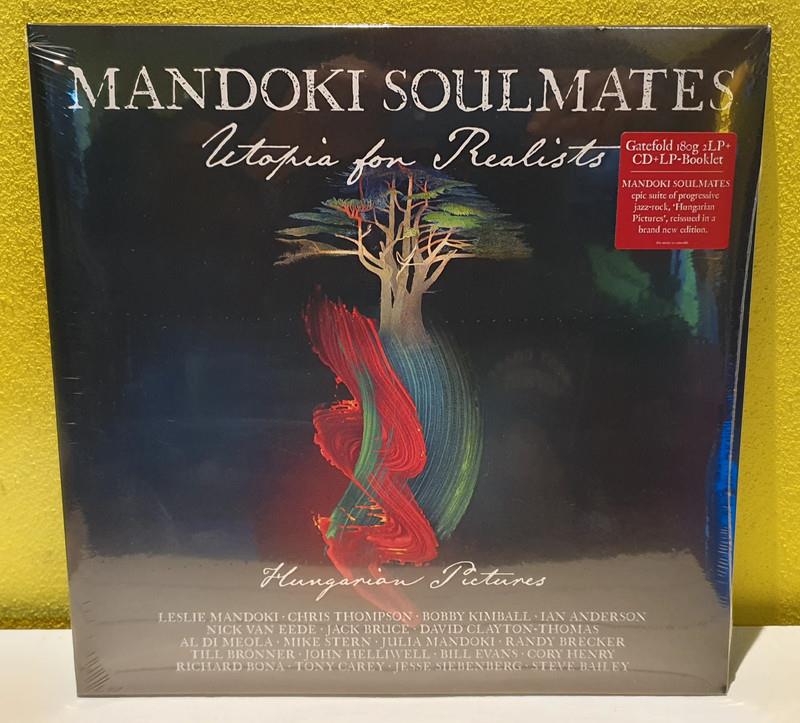 MANDOKI SOULMATES
Utopia for Realists
Gatefold 180g 2LP+
CD+LP-Booklet
MANDOKI SOULMATES
epic suite of progressive
jazz-rock, 'Hungarian
Pictures', reissued in a
brand new edition.
Hungarian Pictures
LESLIE MANDOKI · CHRIS THOMPSON · BOBBY KIMBALL · IAN ANDERSON
NICK VAN EEDE · JACK BRUCE · DAVID CLAYTON-THOMAS
AL DI MEOLA · MIKE STERN · JULIA MANDOKI · RANDY BRECKER
TILL BRÖNNER · JOHN HELLIWELL · BILL EVANS · CORY HENRY
RICHARD BONA · TONY CAREY · JESSE SIEBENBERG · STEVE BAILEY